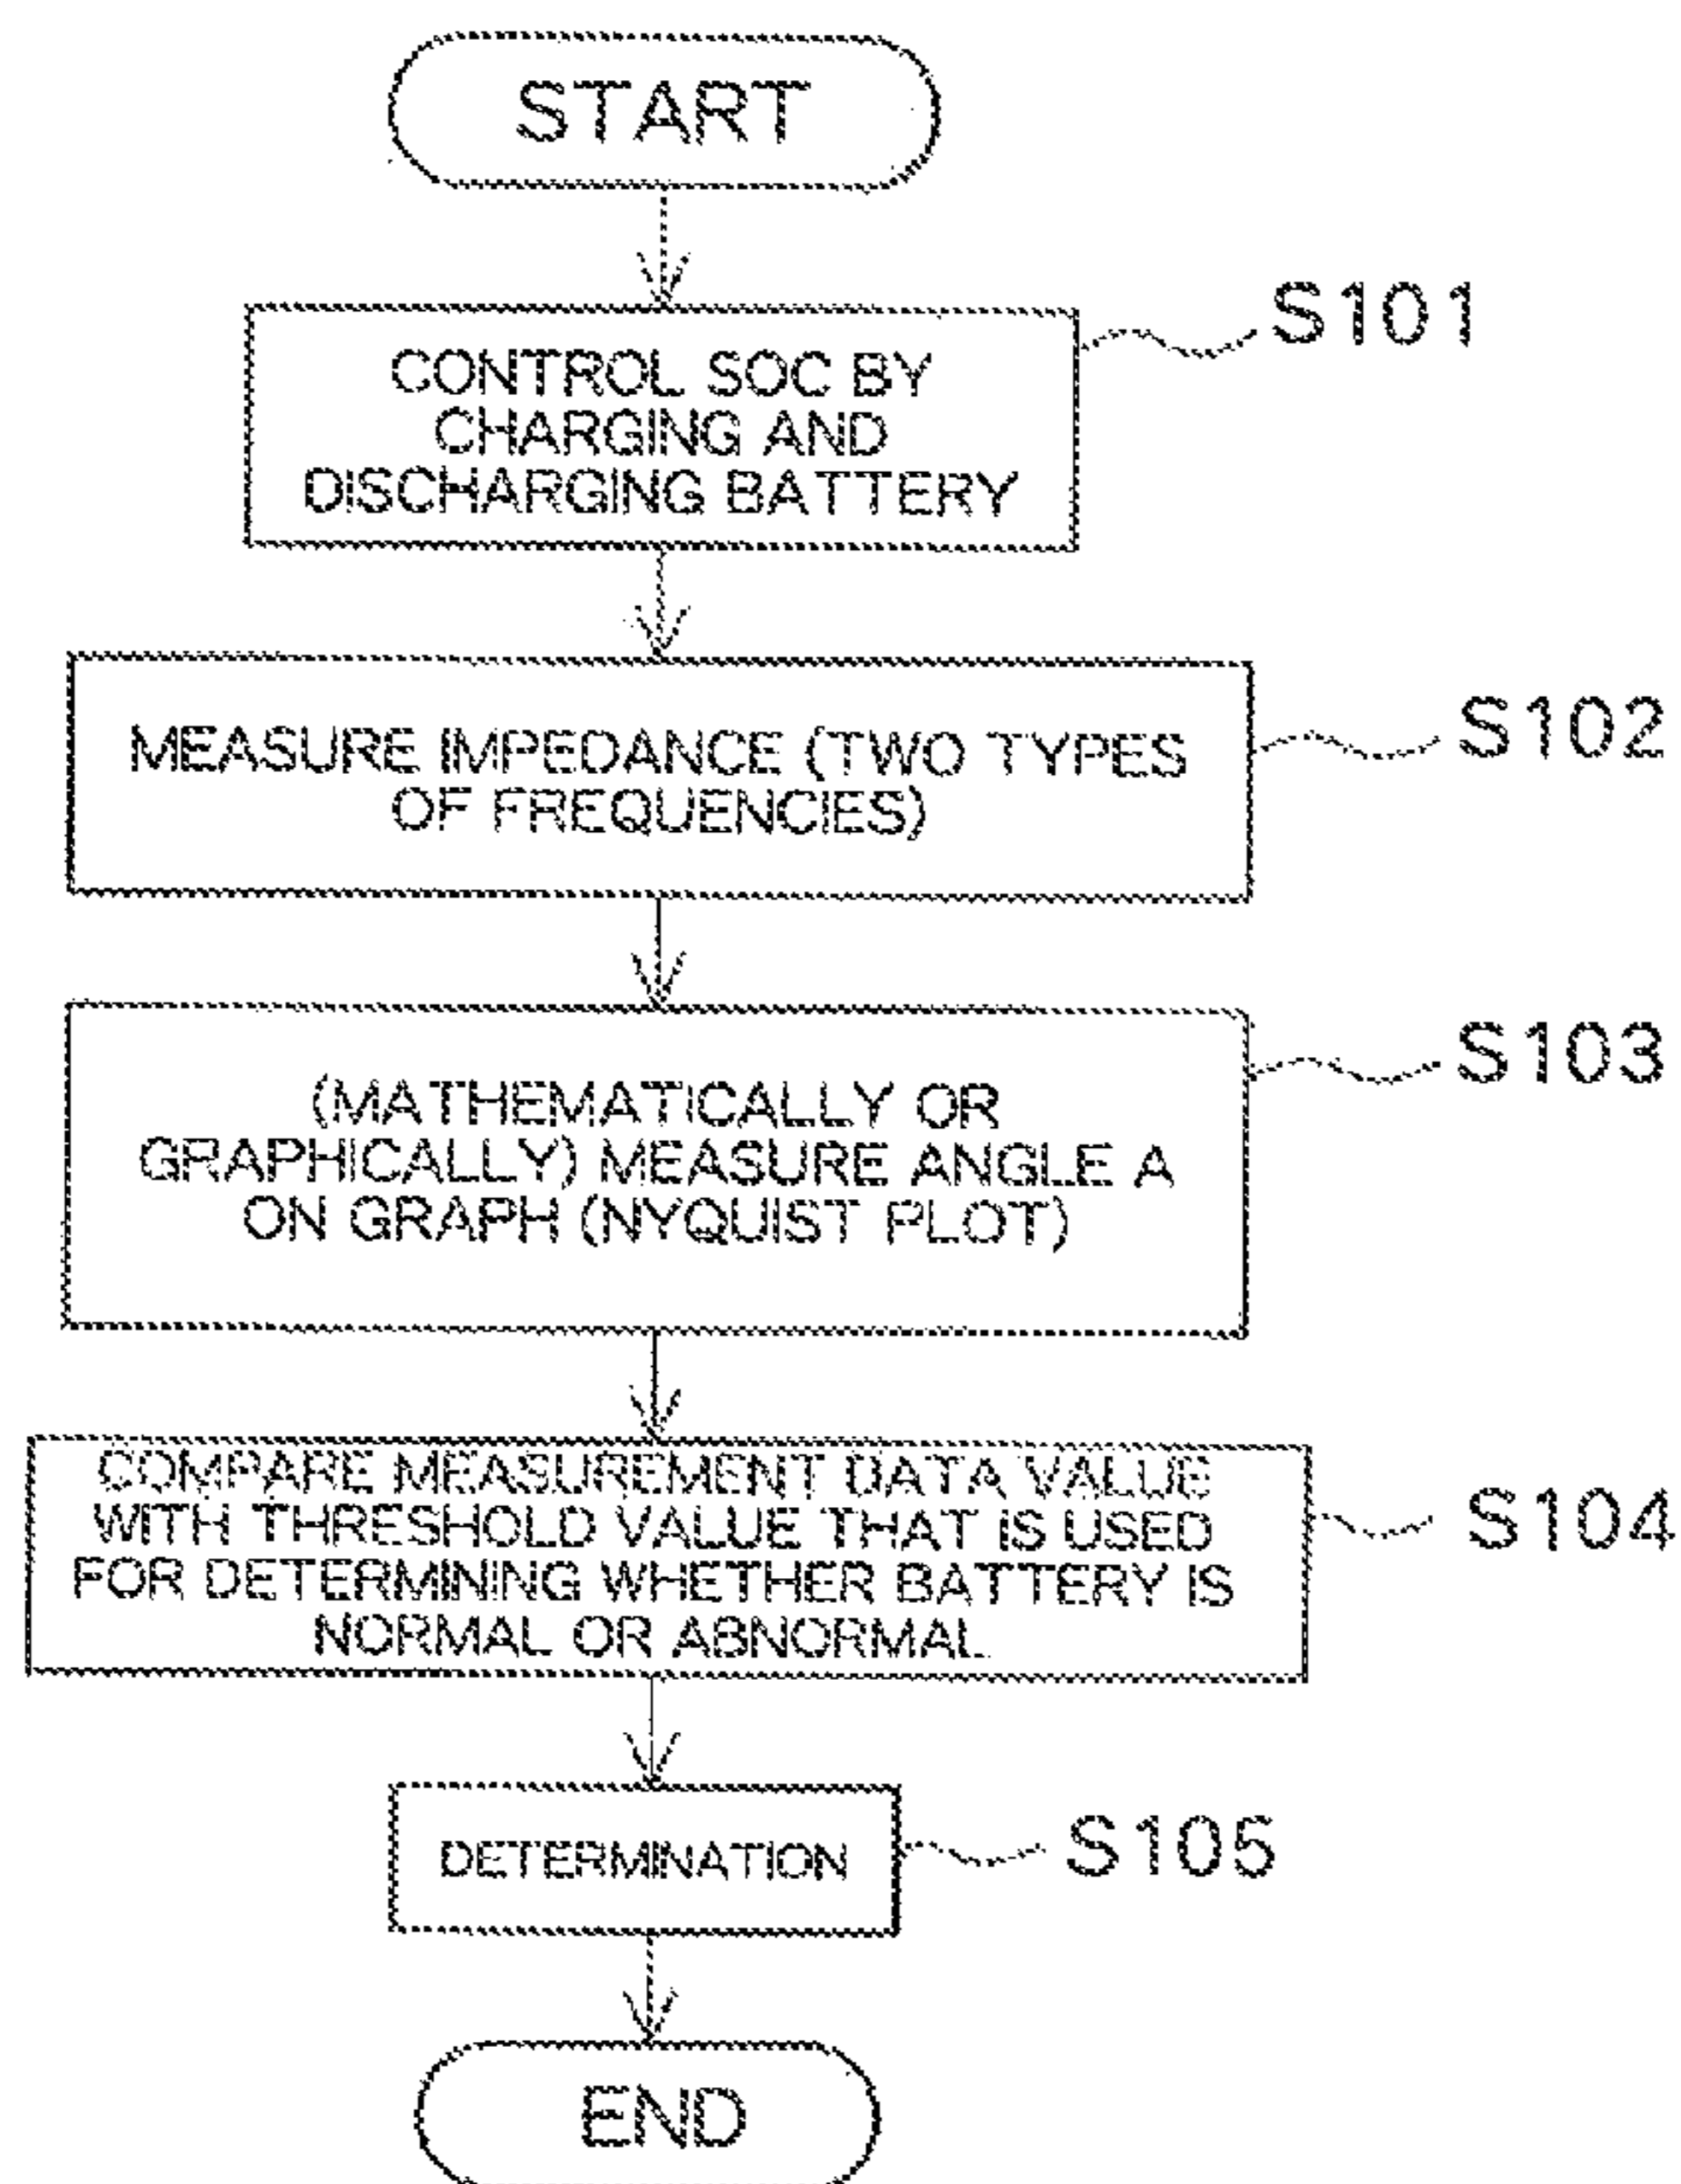 START
S101
CONTROL SOC BY
CHARGING AND
DISCHARGING BATTERY
S102
MEASURE IMPEDANCE (TWO TYPES
OF FREQUENCIES)
S103
(MATHEMATICALLY OR
GRAPHICALLY) MEASURE ANGLE A
ON GRAPH (NYQUIST PLOT)
COMPARE MEASUREMENT DATA VALUE
WITH THRESHOLD VALUE THAT IS USED
S104
FOR DETERMINING WHETHER BATTERY IS
NORMAL OR ABNORMAL
DETERMINATION
S105
END